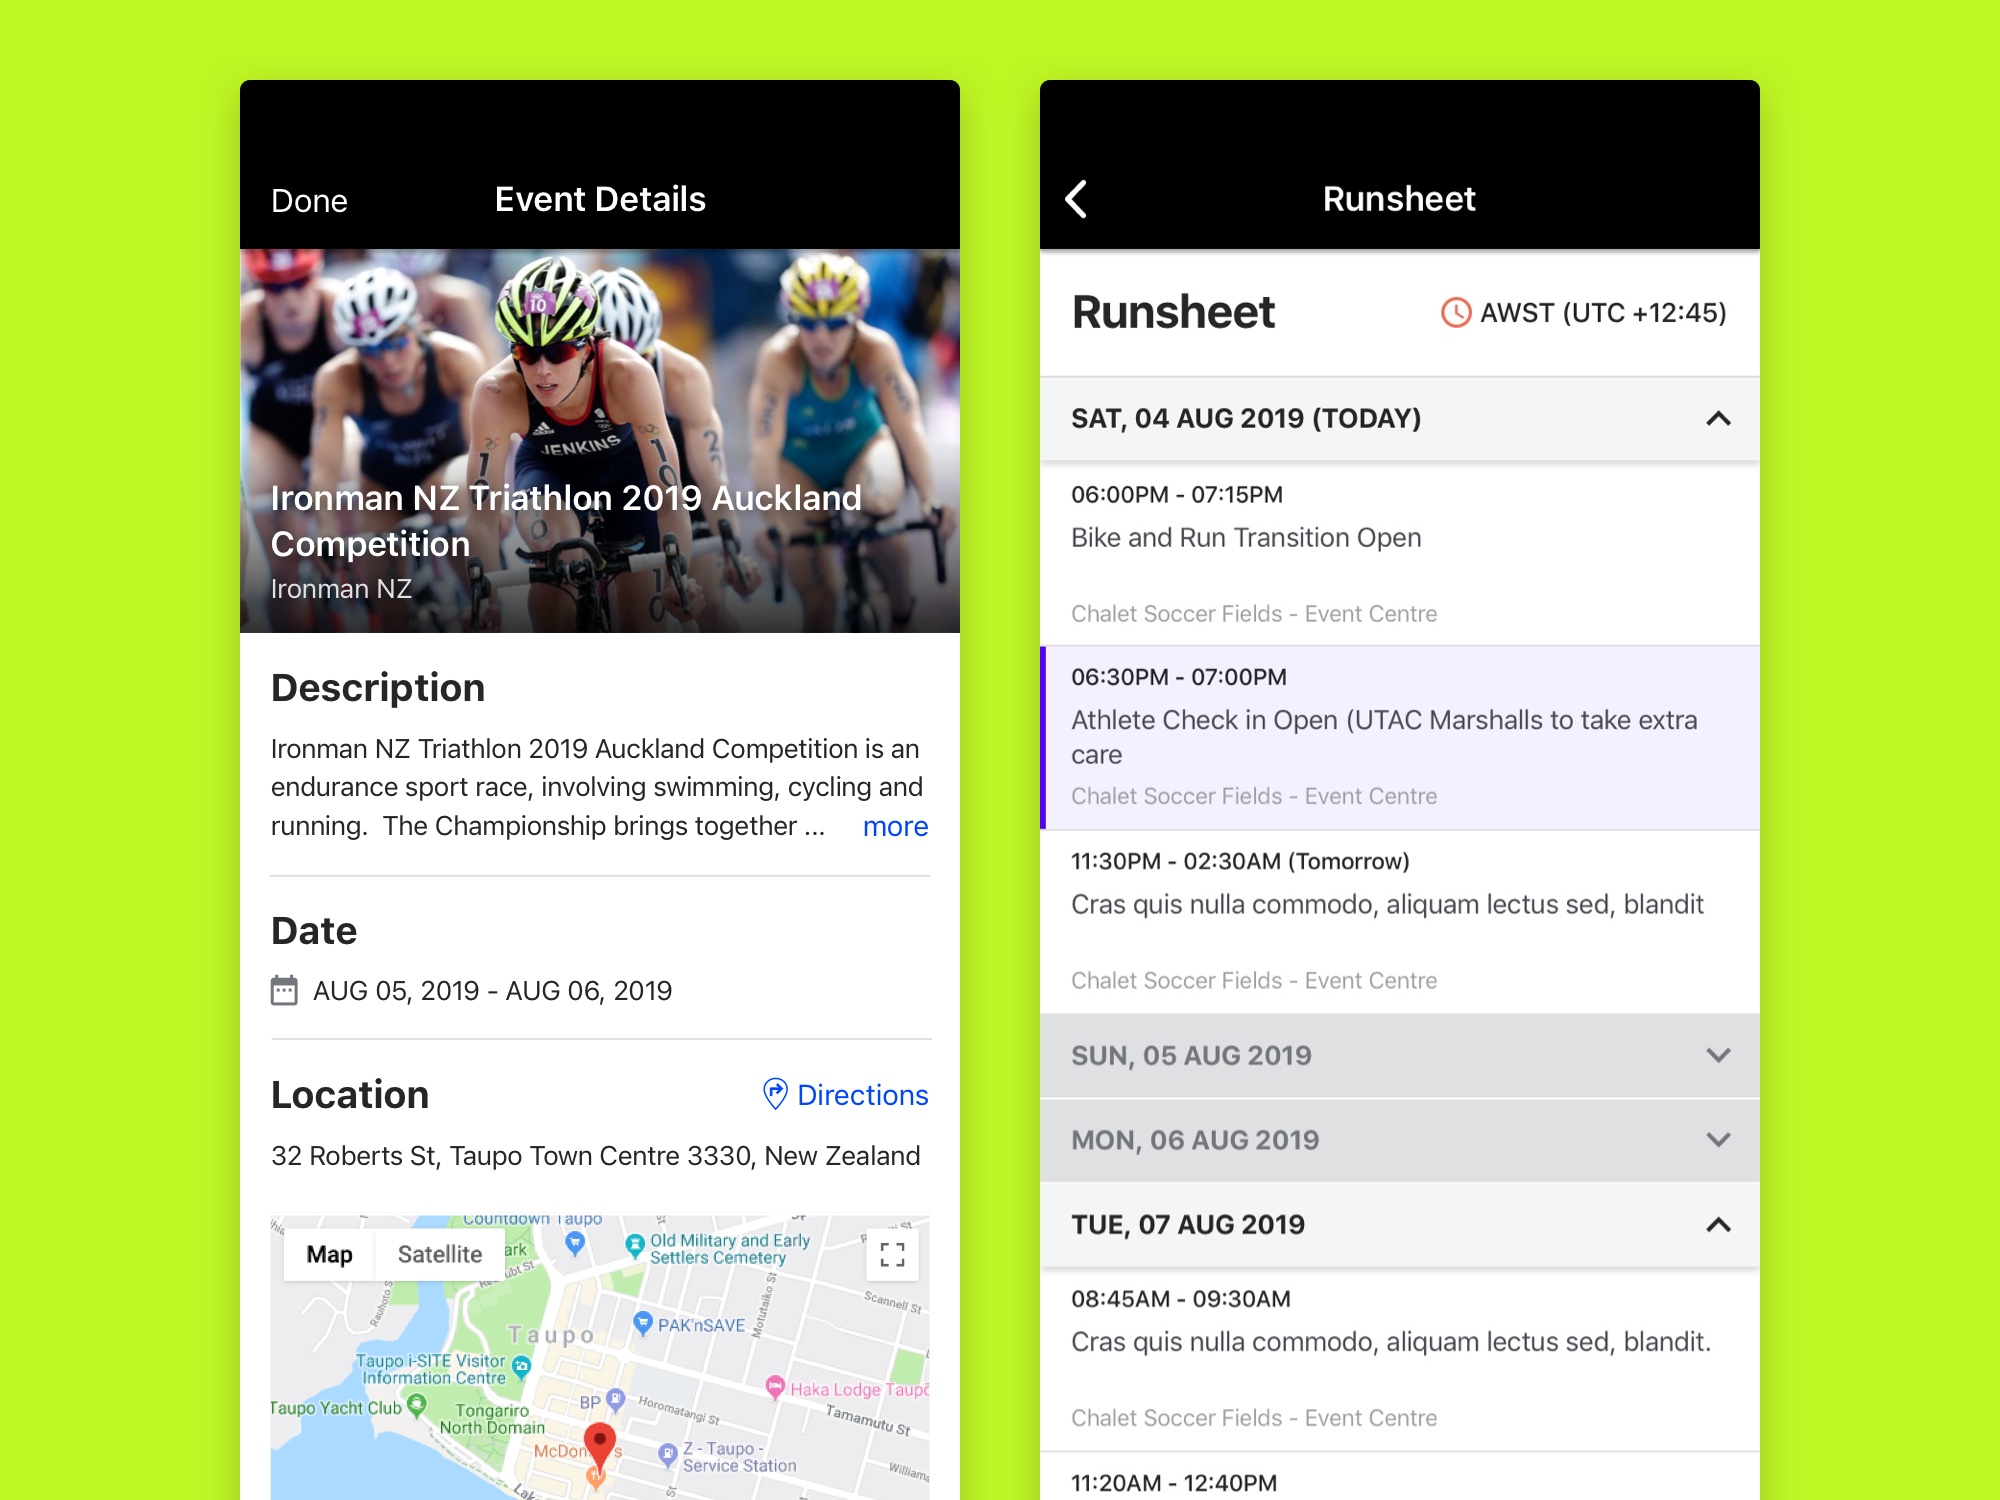 Done
Event Details
10
JENKINS
Ironman NZ Triathlon 2019 Auckland
Competition
Ironman NZ
Description
Ironman NZ Triathlon 2019 Auckland Competition is an
endurance sport race, involving swimming, cycling and
running.  The Championship brings together ... more
Date
AUG 05, 2019 - AUG 06, 2019
Location
Directions
32 Roberts St, Taupo Town Centre 3330, New Zealand
Countdown Taupo
Map
Satellite
ark
Old Military and Early
Settlers Cemetery
Scannell St
Motutaiko St
PAK'nSAVE
Taupo
Taupo i-SITE Visitor
Information Centre
Haka Lodge Taupo
BP
Horomatangi St
Tamamutu St
Taupo Yacht Club
Tongariro
North Domain
Z - Taupo -
Service Station
Runsheet
Runsheet
AWST (UTC +12:45)
SAT, 04 AUG 2019 (TODAY)
06:00PM - 07:15PM
Bike and Run Transition Open
Chalet Soccer Fields - Event Centre
06:30PM - 07:00PM
Athlete Check in Open (UTAC Marshalls to take extra
care
Chalet Soccer Fields - Event Centre
11:30PM - 02:30AM (Tomorrow)
Cras quis nulla commodo, aliquam lectus sed, blandit
Chalet Soccer Fields - Event Centre
SUN, 05 AUG 2019
MON, 06 AUG 2019
TUE, 07 AUG 2019
08:45AM - 09:30AM
Cras quis nulla commodo, aliquam lectus sed, blandit.
Chalet Soccer Fields - Event Centre
11:20AM - 12:40PM